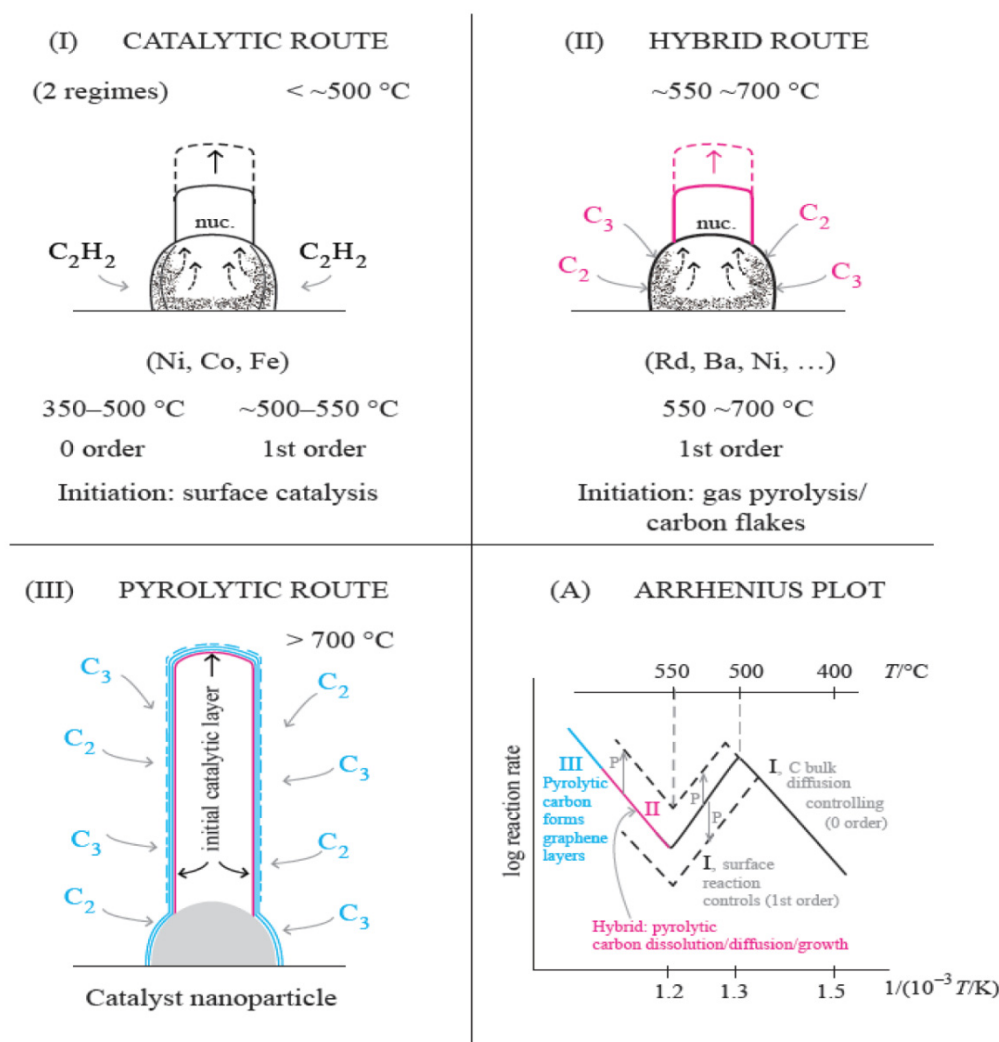 (I) CATALYTIC ROUTE
(2 regimes) < ~500 °C
nuc.
C₂H₂ C₂H₂
(Ni, Co, Fe)
350–500 °C ~500–550 °C
0 order 1st order
Initiation: surface catalysis
(II) HYBRID ROUTE
~550 ~700 °C
nuc.
C₃ C₂
C₂ C₃
(Rd, Ba, Ni, …)
550 ~700 °C
1st order
Initiation: gas pyrolysis/
carbon flakes
(III) PYROLYTIC ROUTE
> 700 °C
C₃ C₂
C₂ C₃
C₃ C₂
C₂ C₃
initial catalytic layer
Catalyst nanoparticle
(A) ARRHENIUS PLOT
550 500 400 T/°C
log reaction rate
III
Pyrolytic
carbon
forms
graphene
layers
P
II
P
P
I, C bulk
diffusion
controlling
(0 order)
I, surface
reaction
controls (1st order)
Hybrid: pyrolytic
carbon dissolution/diffusion/growth
1.2 1.3 1.5 1/(10⁻³ T/K)